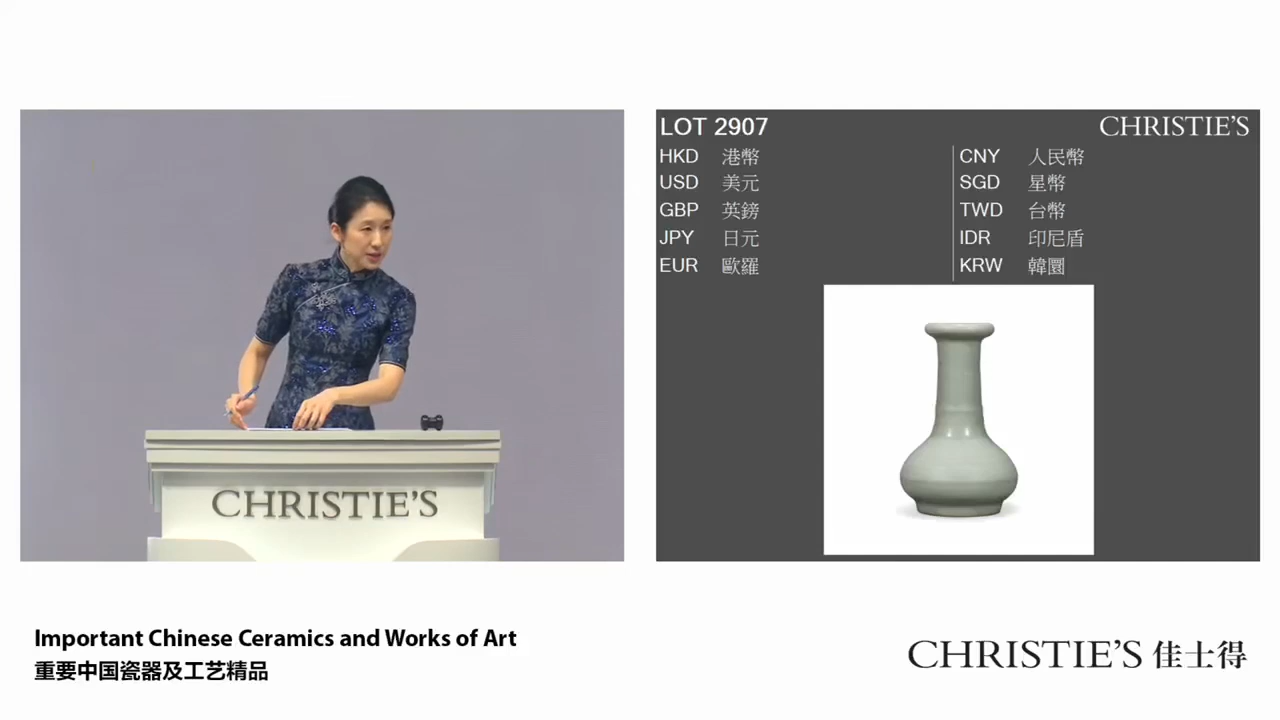 CHRISTIE'S
LOT 2907
CHRISTIE'S
HKD 港幣
USD 美元
GBP 英鎊
JPY 日元
EUR 歐羅
CNY 人民幣
SGD 星幣
TWD 台幣
IDR 印尼盾
KRW 韓圜
Important Chinese Ceramics and Works of Art
重要中国瓷器及工艺精品
CHRISTIE'S 佳士得